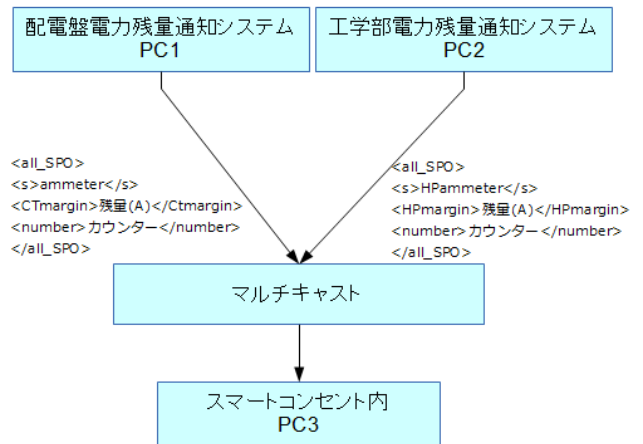 配電盤電力残量通知システム
PC1
工学部電力残量通知システム
PC2
<all_SPO>
<s>ammeter</s>
<CTmargin>残量(A)</Ctmargin>
<number>カウンター</number>
</all_SPO>
<all_SPO>
<s>HPammeter</s>
<HPmargin>残量(A)</HPmargin>
<number>カウンター</number>
</all_SPO>
マルチキャスト
スマートコンセント内
PC3